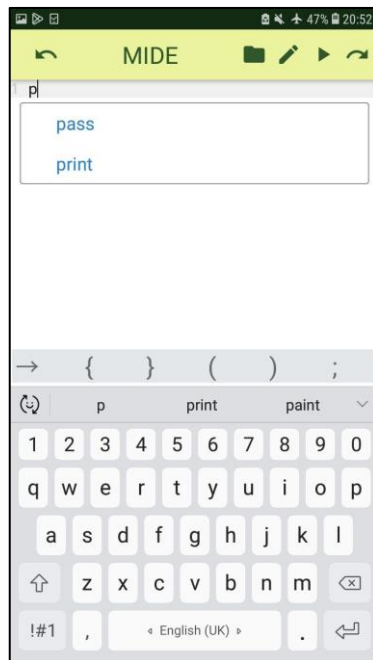 47% 20:52
MIDE
1 p
pass
print
→ { } ( ) ;
p print paint
1 2 3 4 5 6 7 8 9 0
q w e r t y u i o p
a s d f g h j k l
z x c v b n m
!#1 , English (UK) .